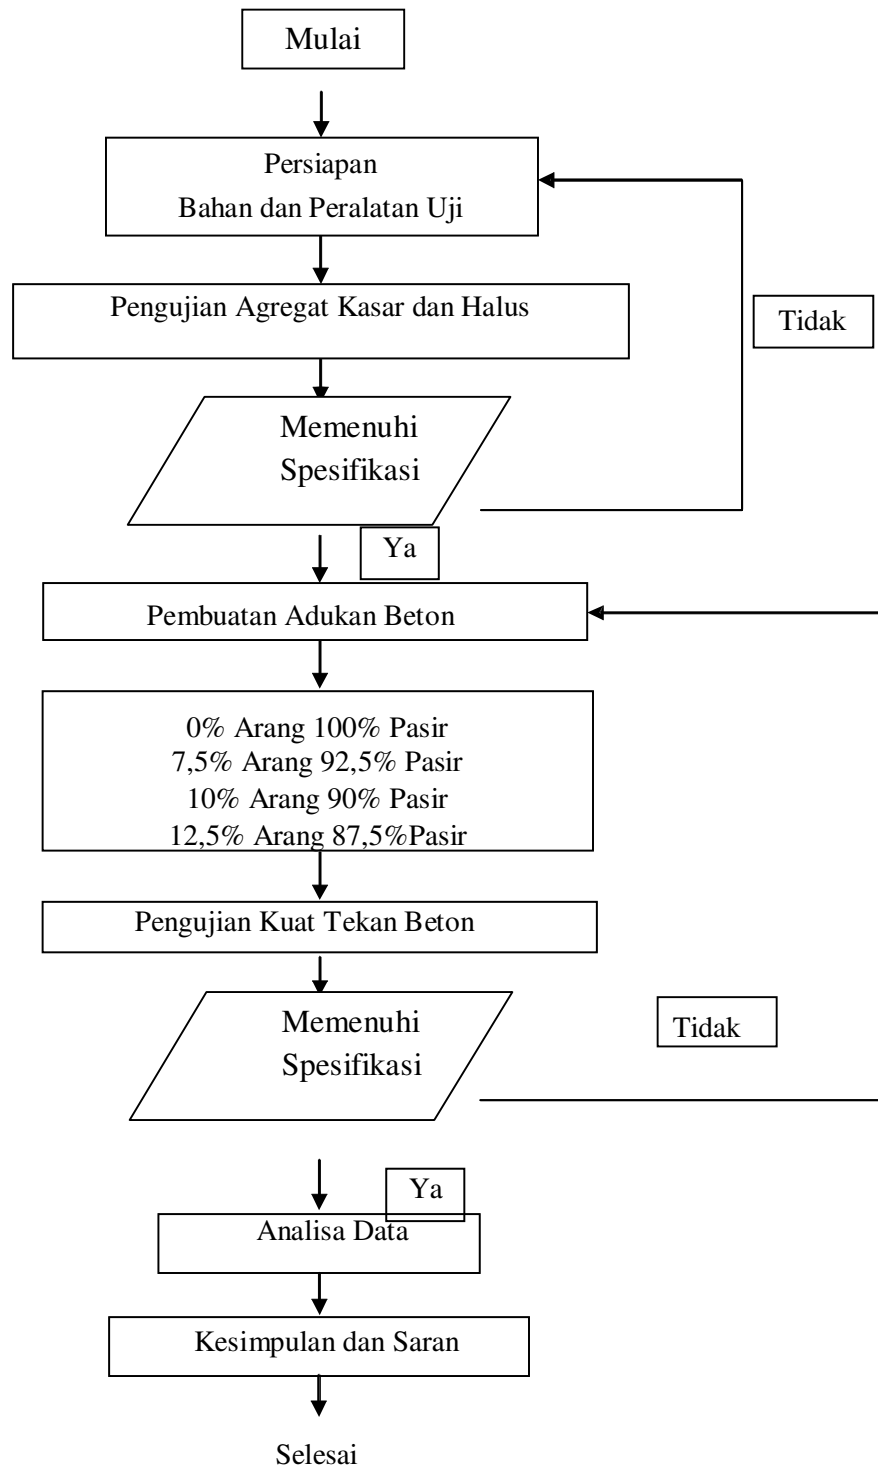 Mulai
Persiapan
Bahan dan Peralatan Uji
Pengujian Agregat Kasar dan Halus
Tidak
Memenuhi
Spesifikasi
Ya
Pembuatan Adukan Beton
0% Arang 100% Pasir
7,5% Arang 92,5% Pasir
10% Arang 90% Pasir
12,5% Arang 87,5%Pasir
Pengujian Kuat Tekan Beton
Memenuhi
Spesifikasi
Tidak
Ya
Analisa Data
Kesimpulan dan Saran
Selesai